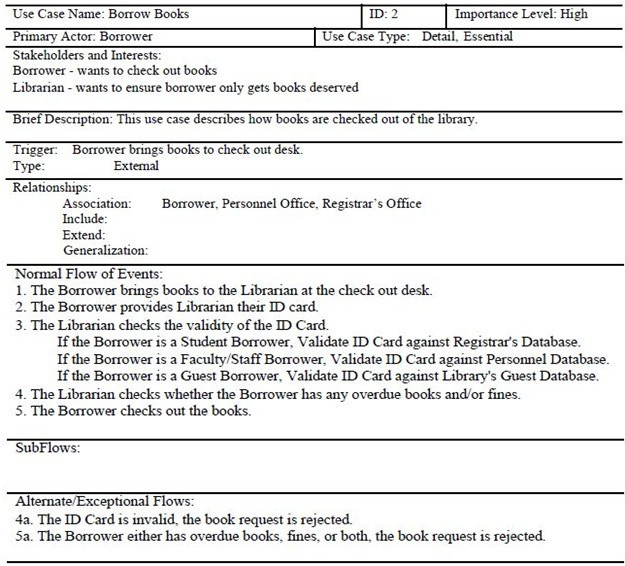 Use Case Name: Borrow Books ID: 2 Importance Level: High
Primary Actor: Borrower Use Case Type: Detail, Essential
Stakeholders and Interests:
Borrower - wants to check out books
Librarian - wants to ensure borrower only gets books deserved
Brief Description: This use case describes how books are checked out of the library.
Trigger: Borrower brings books to check out desk.
Type: External
Relationships:
Association: Borrower, Personnel Office, Registrar's Office
Include:
Extend:
Generalization:
Normal Flow of Events:
1. The Borrower brings books to the Librarian at the check out desk.
2. The Borrower provides Librarian their ID card.
3. The Librarian checks the validity of the ID Card.
If the Borrower is a Student Borrower, Validate ID Card against Registrar's Database.
If the Borrower is a Faculty/Staff Borrower, Validate ID Card against Personnel Database.
If the Borrower is a Guest Borrower, Validate ID Card against Library's Guest Database.
4. The Librarian checks whether the Borrower has any overdue books and/or fines.
5. The Borrower checks out the books.
SubFlows:
Alternate/Exceptional Flows:
4a. The ID Card is invalid, the book request is rejected.
5a. The Borrower either has overdue books, fines, or both, the book request is rejected.